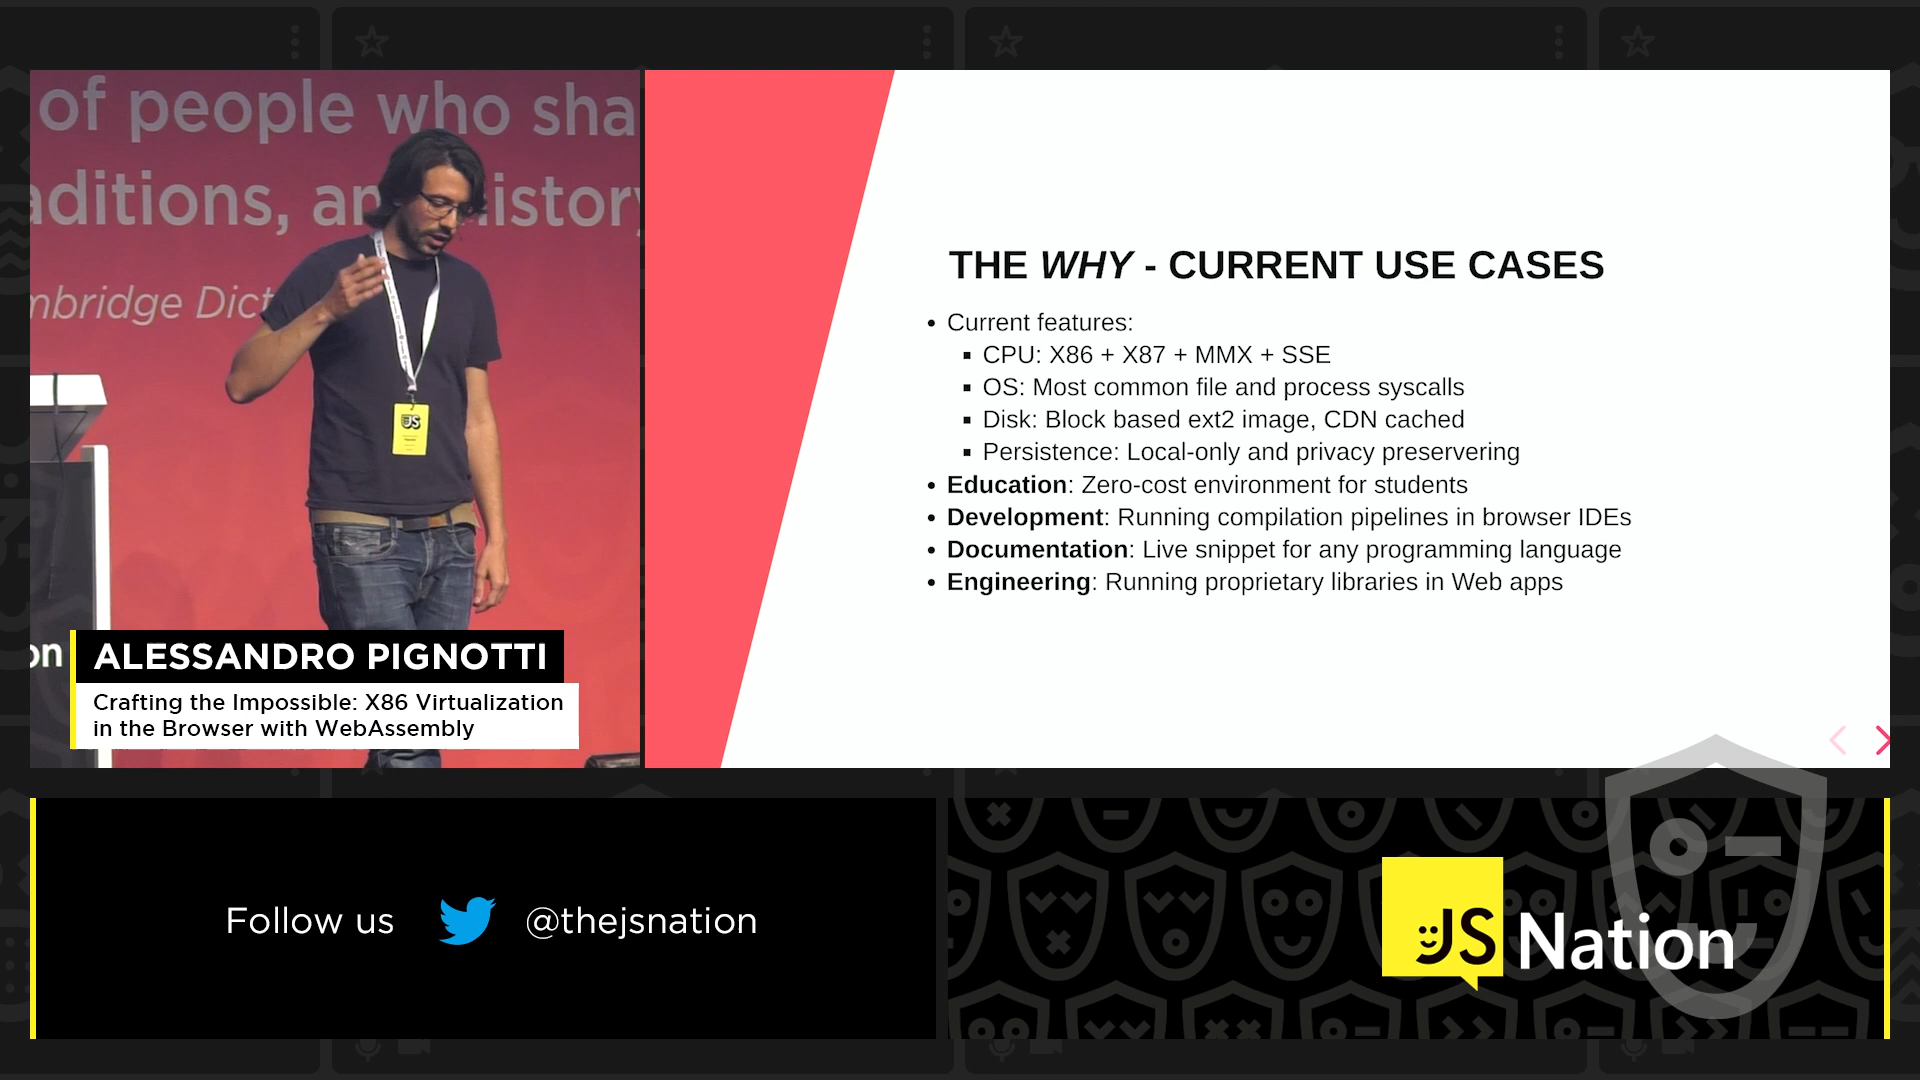 of people who sha
aditions, an istory
mbridge Dict
JS
on
ALESSANDRO PIGNOTTI
Crafting the Impossible: X86 Virtualization
in the Browser with WebAssembly
THE WHY - CURRENT USE CASES
• Current features:
▪ CPU: X86 + X87 + MMX + SSE
▪ OS: Most common file and process syscalls
▪ Disk: Block based ext2 image, CDN cached
▪ Persistence: Local-only and privacy preservering
• Education: Zero-cost environment for students
• Development: Running compilation pipelines in browser IDEs
• Documentation: Live snippet for any programming language
• Engineering: Running proprietary libraries in Web apps
Follow us @thejsnation
JS Nation